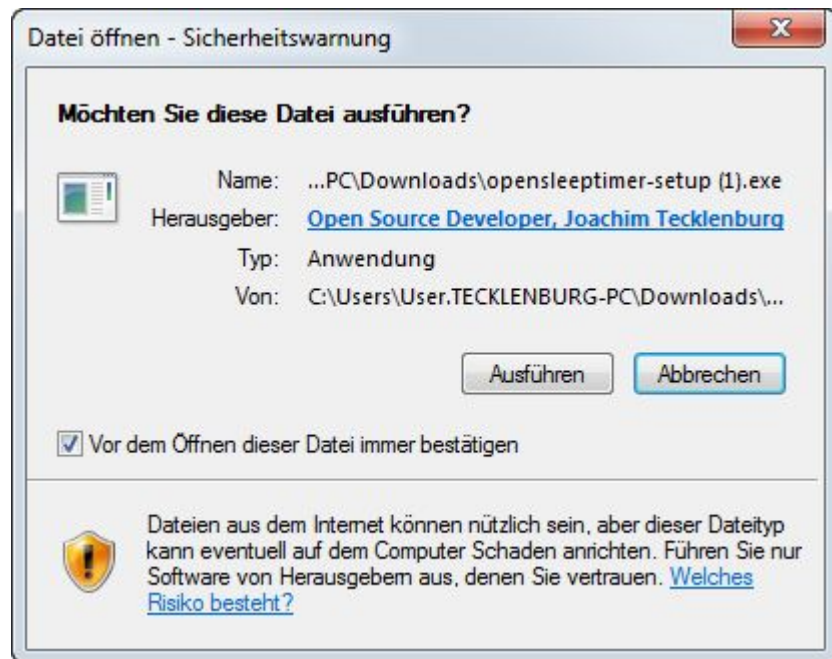 Datei öffnen - Sicherheitswarnung
Möchten Sie diese Datei ausführen?
Name: ...PC\Downloads\opensleeptimer-setup (1).exe
Herausgeber: Open Source Developer, Joachim Tecklenburg
Typ: Anwendung
Von: C:\Users\User.TECKLENBURG-PC\Downloads\...
Ausführen Abbrechen
Vor dem Öffnen dieser Datei immer bestätigen
Dateien aus dem Internet können nützlich sein, aber dieser Dateityp
kann eventuell auf dem Computer Schaden anrichten. Führen Sie nur
Software von Herausgebern aus, denen Sie vertrauen. Welches
Risiko besteht?